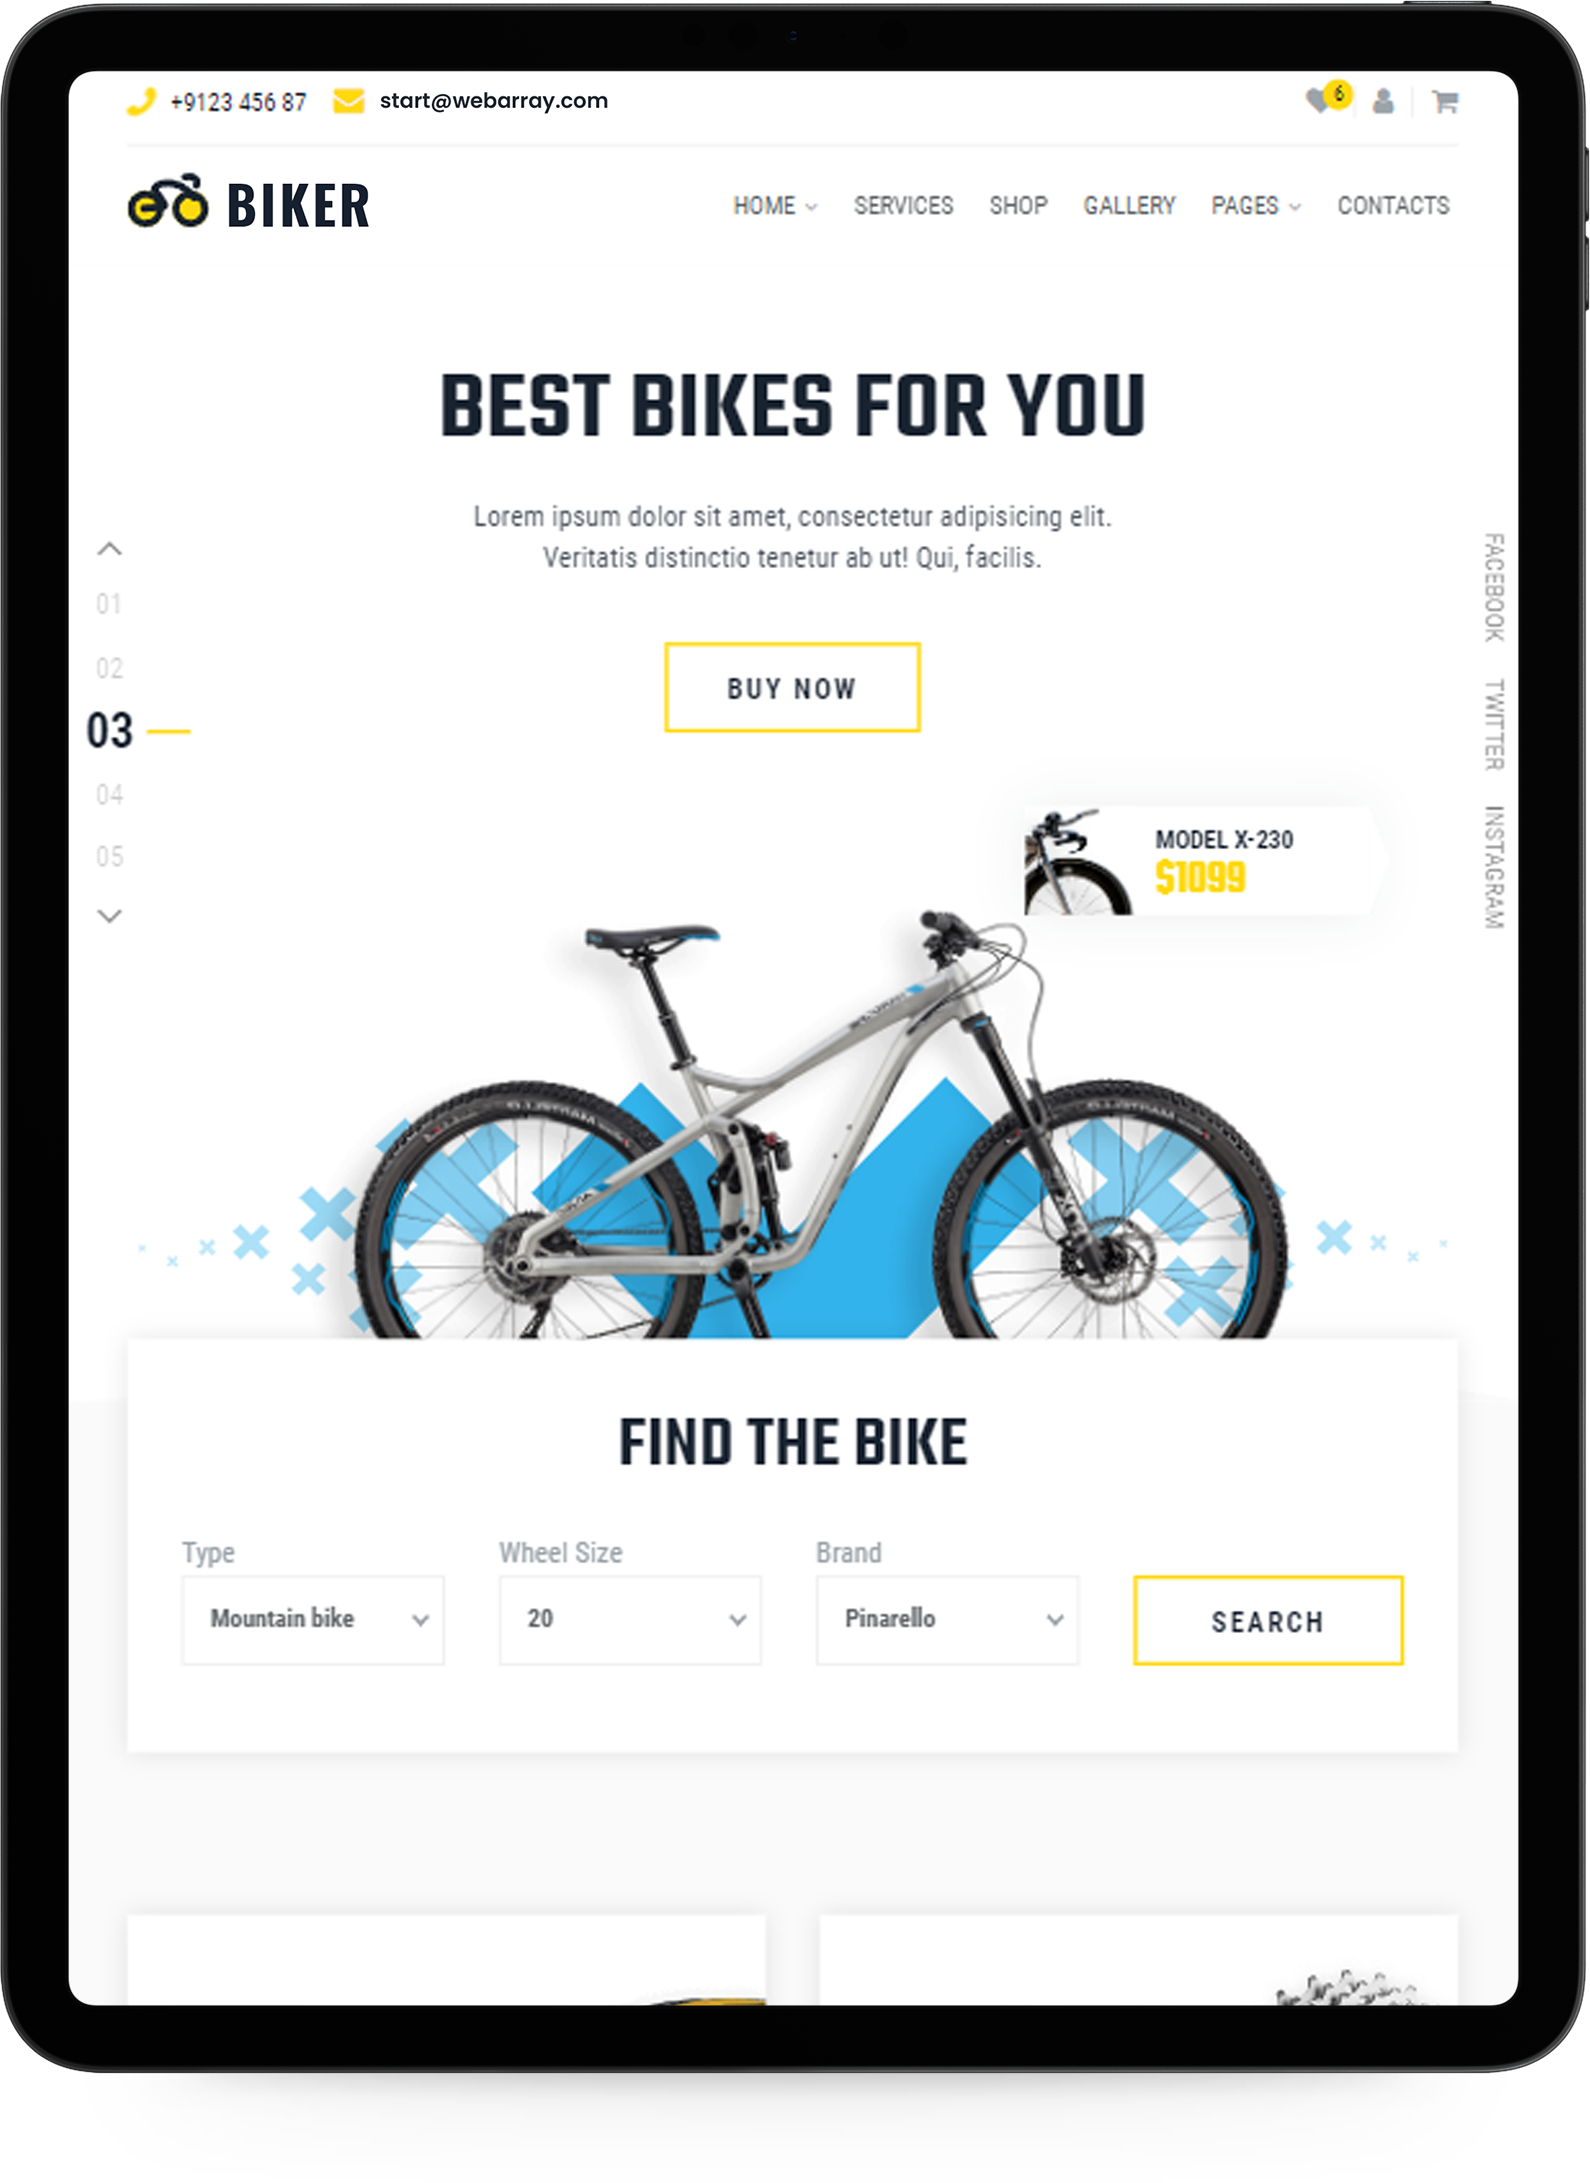 +9123 456 87
start@webarray.com
6
BIKER
HOME
SERVICES
SHOP
GALLERY
PAGES
CONTACTS
BEST BIKES FOR YOU
Lorem ipsum dolor sit amet, consectetur adipisicing elit.
Veritatis distinctio tenetur ab ut! Qui, facilis.
BUY NOW
01
02
03
04
05
FACEBOOK
TWITTER
INSTAGRAM
MODEL X-230
$1099
FIND THE BIKE
Type
Wheel Size
Brand
Mountain bike
20
Pinarello
SEARCH